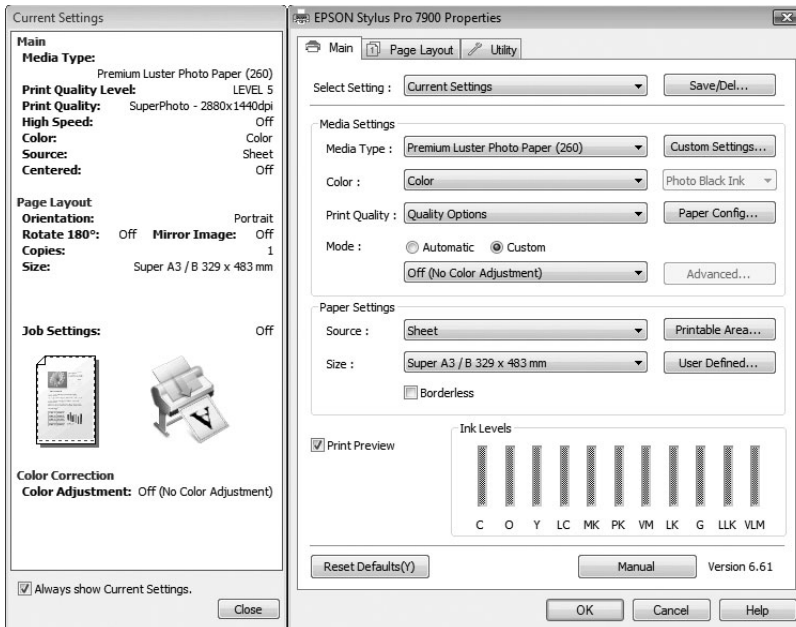 Current Settings
Main
Media Type:
Premium Luster Photo Paper (260)
Print Quality Level: LEVEL 5
Print Quality: SuperPhoto - 2880x1440dpi
High Speed: Off
Color: Color
Source: Sheet
Centered: Off
Page Layout
Orientation: Portrait
Rotate 180°: Off Mirror Image: Off
Copies: 1
Size: Super A3 / B 329 x 483 mm
Job Settings: Off
A
Color Correction
Color Adjustment: Off (No Color Adjustment)
Always show Current Settings.
Close
EPSON Stylus Pro 7900 Properties
Main Page Layout Utility
Select Setting : Current Settings Save/Del...
Media Settings
Media Type : Premium Luster Photo Paper (260) Custom Settings...
Color : Color Photo Black Ink
Print Quality : Quality Options Paper Config...
Mode : Automatic Custom
Off (No Color Adjustment) Advanced...
Paper Settings
Source : Sheet Printable Area...
Size : Super A3 / B 329 x 483 mm User Defined...
Borderless
Print Preview
Ink Levels
C O Y LC MK PK VM LK G LLK VLM
Reset Defaults(Y) Manual Version 6.61
OK Cancel Help